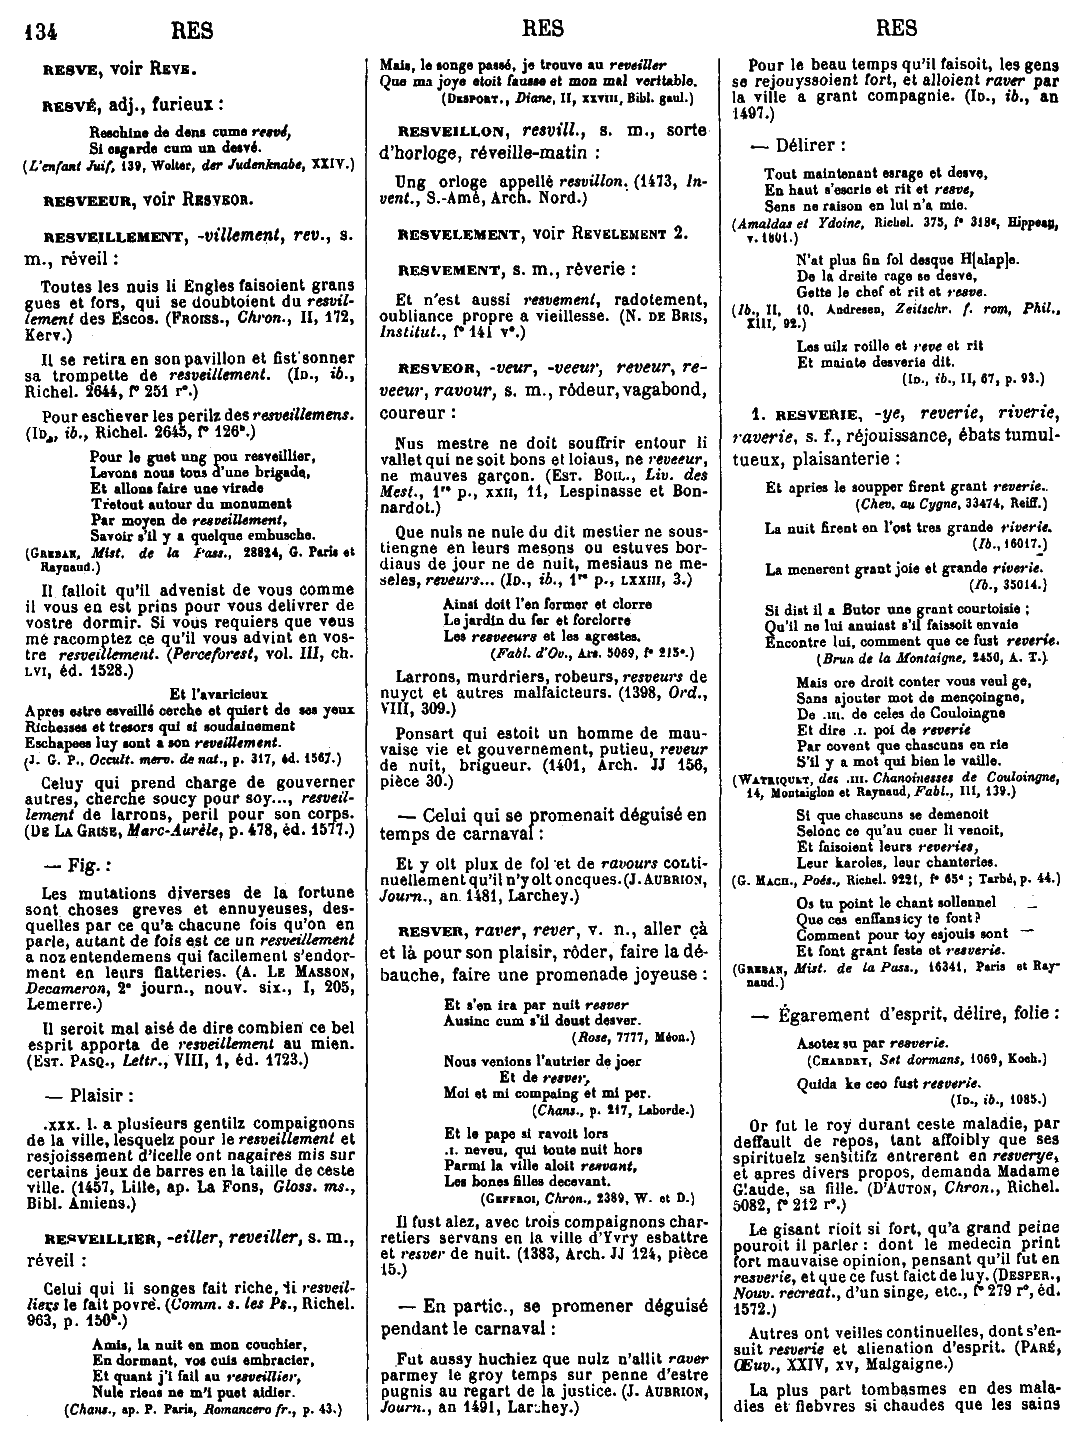 134 RES RES RES
RESVE, voir REVE.
RESVÉ, adj., furieux :
Reschine de dens cume resvé,
Si esgarde cum un desvé.
(L'enfant Juif, 139, Wolter, der Judenknabe, XXIV.)
RESVEEUR, voir RESVEOR.
RESVEILLEMENT, -villement, rev., s.
m., réveil :
Toutes les nuis li Engles faisoient grans
gues et fors, qui se doubtoient du resvil-
lement des Escos. (FROISS., Chron., II, 172,
Kerv.)
Il se retira en son pavillon et fist sonner
sa trompette de resveillement. (ID., ib.,
Richel. 2644, f° 251 r°.)
Pour eschever les perilz des resveillemens.
(ID., ib., Richel. 2645, f° 126ª.)
Pour le guet ung pou resveillier,
Levons nous tous d'une brigade,
Et allons faire une virade
Tretout autour du monument
Par moyen de resveillement,
Savoir s'il y a quelque embusche.
(GREBAN, Mist. de la Pass., 28824, G. Paris et
Raynaud.)
Il falloit qu'il advenist de vous comme
il vous en est prins pour vous delivrer de
vostre dormir. Si vous requiers que vous
me racomptez ce qu'il vous advint en vos-
tre resveillement. (Perceforest, vol. III, ch.
LVI, éd. 1528.)
Et l'avaricieux
Apres estre esveillé cerche et quiert de ses yeux
Richesses et tresors qui si soudainement
Eschapees luy sont a son reveillement.
(J. G. P., Occult. merv. de nat., p. 317, éd. 1567.)
Celuy qui prend charge de gouverner
autres, cherche soucy pour soy..., resveil-
lement de larrons, peril pour son corps.
(DE LA GRISE, Marc-Aurèle, p. 478, éd. 1577.)
— Fig. :
Les mutations diverses de la fortune
sont choses greves et ennuyeuses, des-
quelles par ce qu'a chacune fois qu'on en
parle, autant de fois est ce un resveillement
a noz entendemens qui facilement s'endor-
ment en leurs flatteries. (A. LE MASSON,
Decameron, 2° journ., nouv. six., I, 205,
Lemerre.)
Il seroit mal aisé de dire combien ce bel
esprit apporta de resveillement au mien.
(EST. PASQ., Lettr., VIII, 1, éd. 1723.)
— Plaisir :
.XXX. l. a plusieurs gentilz compaignons
de la ville, lesquelz pour le resveillement et
resjoissement d'icelle ont nagaires mis sur
certains jeux de barres en la taille de ceste
ville. (1457, Lille, ap. La Fons, Gloss. ms.,
Bibl. Amiens.)
RESVEILLIER, -eiller, reveiller, s. m.,
réveil :
Celui qui li songes fait riche, li resveil-
liers le fait povre. (Comm. s. les Ps., Richel.
963, p. 150ᵇ.)
Amis, la nuit en mon couchier,
En dormant, vos cuis embracier,
Et quant j'i fail au resveillier,
Nule riens ne m'i puet aidier.
(Chans., ap. P. Paris, Romancero fr., p. 43.)
Mais, le songe passé, je trouve au reveiller
Que ma joye etoit fausse et mon mal veritable.
(DESPORT., Diane, II, XXVIII, Bibl. gaul.)
RESVEILLON, resvill., s. m., sorte
d'horloge, réveille-matin :
Ung orloge appellé resvillon. (1473, In-
vent., S.-Amé, Arch. Nord.)
RESVELEMENT, voir REVELEMENT 2.
RESVEMENT, s. m., rêverie :
Et n'est aussi resvement, radotement,
oubliance propre a vieillesse. (N. DE BRIS,
Institut., f° 141 v°.)
RESVEOR, -veur, -veeur, reveur, re-
veeur, ravour, s. m., rôdeur, vagabond,
coureur :
Nus mestre ne doit souffrir entour li
vallet qui ne soit bons et loiaus, ne reveeur,
ne mauves garçon. (EST. BOIL., Liv. des
Mest., 1ʳᵉ p., XXII, 11, Lespinasse et Bon-
nardot.)
Que nuls ne nule du dit mestier ne sous-
tiengne en leurs mesons ou estuves bor-
diaus de jour ne de nuit, mesiaus ne me-
seles, reveurs... (ID., ib., 1ʳᵉ p., LXXIII, 3.)
Ainsi doit l'en former et clorre
Le jardin du fer et forclorre
Les resveeurs et les agrestes.
(Fabl. d'Ov., Ars. 5069, f° 215ᵃ.)
Larrons, murdriers, robeurs, resveurs de
nuyct et autres malfaicteurs. (1398, Ord.,
VIII, 309.)
Ponsart qui estoit un homme de mau-
vaise vie et gouvernement, putieu, reveur
de nuit, brigueur. (1401, Arch. JJ 156,
pièce 30.)
— Celui qui se promenait déguisé en
temps de carnaval :
Et y olt plux de fol et de ravours conti-
nuellement qu'il n'y olt oncques. (J. AUBRION,
Journ., an. 1481, Larchey.)
RESVER, raver, rever, v. n., aller çà
et là pour son plaisir, rôder, faire la dé-
bauche, faire une promenade joyeuse :
Et s'en ira par nuit resver
Ausinc cum s'il deust desver.
(Rose, 7777, Méon.)
Nous venions l'autrier de joer
Et de resver,
Moi et mi compaing et mi per.
(Chans., p. 217, Laborde.)
Et le pape si ravoit lors
.I. neveu, qui toute nuit hors
Parmi la ville aloit resvant,
Les bones filles decevant.
(GEFFROI, Chron., 2389, W. et D.)
Il fust alez, avec trois compaignons char-
retiers servans en la ville d'Yvry esbattre
et resver de nuit. (1383, Arch. JJ 124, pièce
15.)
— En partic., se promener déguisé
pendant le carnaval :
Fut aussy huchiez que nulz n'allit raver
parmey le groy temps sur penne d'estre
pugnis au regart de la justice. (J. AUBRION,
Journ., an 1491, Larchey.)
Pour le beau temps qu'il faisoit, les gens
se rejouyssoient fort, et alloient raver par
la ville a grant compagnie. (ID., ib., an
1497.)
— Délirer :
Tout maintenant esrage et desve,
En haut s'escrie et rit et resve,
Sens ne raison en lui n'a mie.
(Amaldas et Ydoine, Richel. 375, f° 318ᵉ, Hippeau,
v. 1801.)
N'at plus fin fol desque H[alap]e.
De la dreite rage se desve,
Gette le chef et rit et resve.
(Ib., II, 10, Andresen, Zeitschr. f. rom. Phil.,
XIII, 92.)
Les uilz roille et reve et rit
Et mainte desverie dit.
(ID., ib., II, 67, p. 93.)
1. RESVERIE, -ye, reverie, riverie,
raverie, s. f., réjouissance, ébats tumul-
tueux, plaisanterie :
Et apries le soupper firent grant reverie..
(Chev. au Cygne, 33474, Reiff.)
La nuit firent en l'ost tres grande riverie.
(Ib., 16017.)
La menerent grant joie et grande riverie.
(Ib., 35014.)
Si dist il a Butor une grant courtoisie ;
Qu'il ne lui anuiast s'il faissoit envaie
Encontre lui, comment que ce fust reverie.
(Brun de la Montaigne, 2450, A. T.)
Mais ore droit conter vous veul ge,
Sans ajouter mot de mençoingne,
De .III. de celes de Couloingne
Et dire .I. poi de reverie
Par covent que chascuns en rie
S'il y a mot qui bien le vaille.
(WATRIQUET, des .III. Chanoinesses de Couloingne,
14, Montaiglon et Raynaud, Fabl., III, 139.)
Si que chascuns se demenoit
Selonc ce qu'au cuer li venoit,
Et faisoient leurs reveries,
Leur karoles, leur chanteries.
(G. MACH., Poés., Richel. 9221, f° 65ᵉ ; Tarbé, p. 44.)
Os tu point le chant sollennel
Que ces enffans icy te font?
Comment pour toy esjouis sont
Et font grant feste et resverie.
(GREBAN, Mist. de la Pass., 16341, Paris et Ray-
naud.)
— Égarement d'esprit, délire, folie :
Asotez su par resverie.
(CHARDRY, Set dormans, 1069, Koch.)
Quida ke ceo fust resverie.
(ID., ib., 1085.)
Or fut le roy durant ceste maladie, par
deffault de repos, tant affoibly que ses
spirituelz sensitifz entrerent en resverye,
et apres divers propos, demanda Madame
Glaude, sa fille. (D'AUTON, Chron., Richel.
5082, f° 212 r°.)
Le gisant rioit si fort, qu'a grand peine
pouroit il parler : dont le medecin print
fort mauvaise opinion, pensant qu'il fut en
resverie, et que ce fust faict de luy. (DESPER.,
Nouv. recreat., d'un singe, etc., f° 279 r°, éd.
1572.)
Autres ont veilles continuelles, dont s'en-
suit resverie et alienation d'esprit. (PARÉ,
Œuv., XXIV, XV, Malgaigne.)
La plus part tombasmes en des mala-
dies et fiebvres si chaudes que les sains